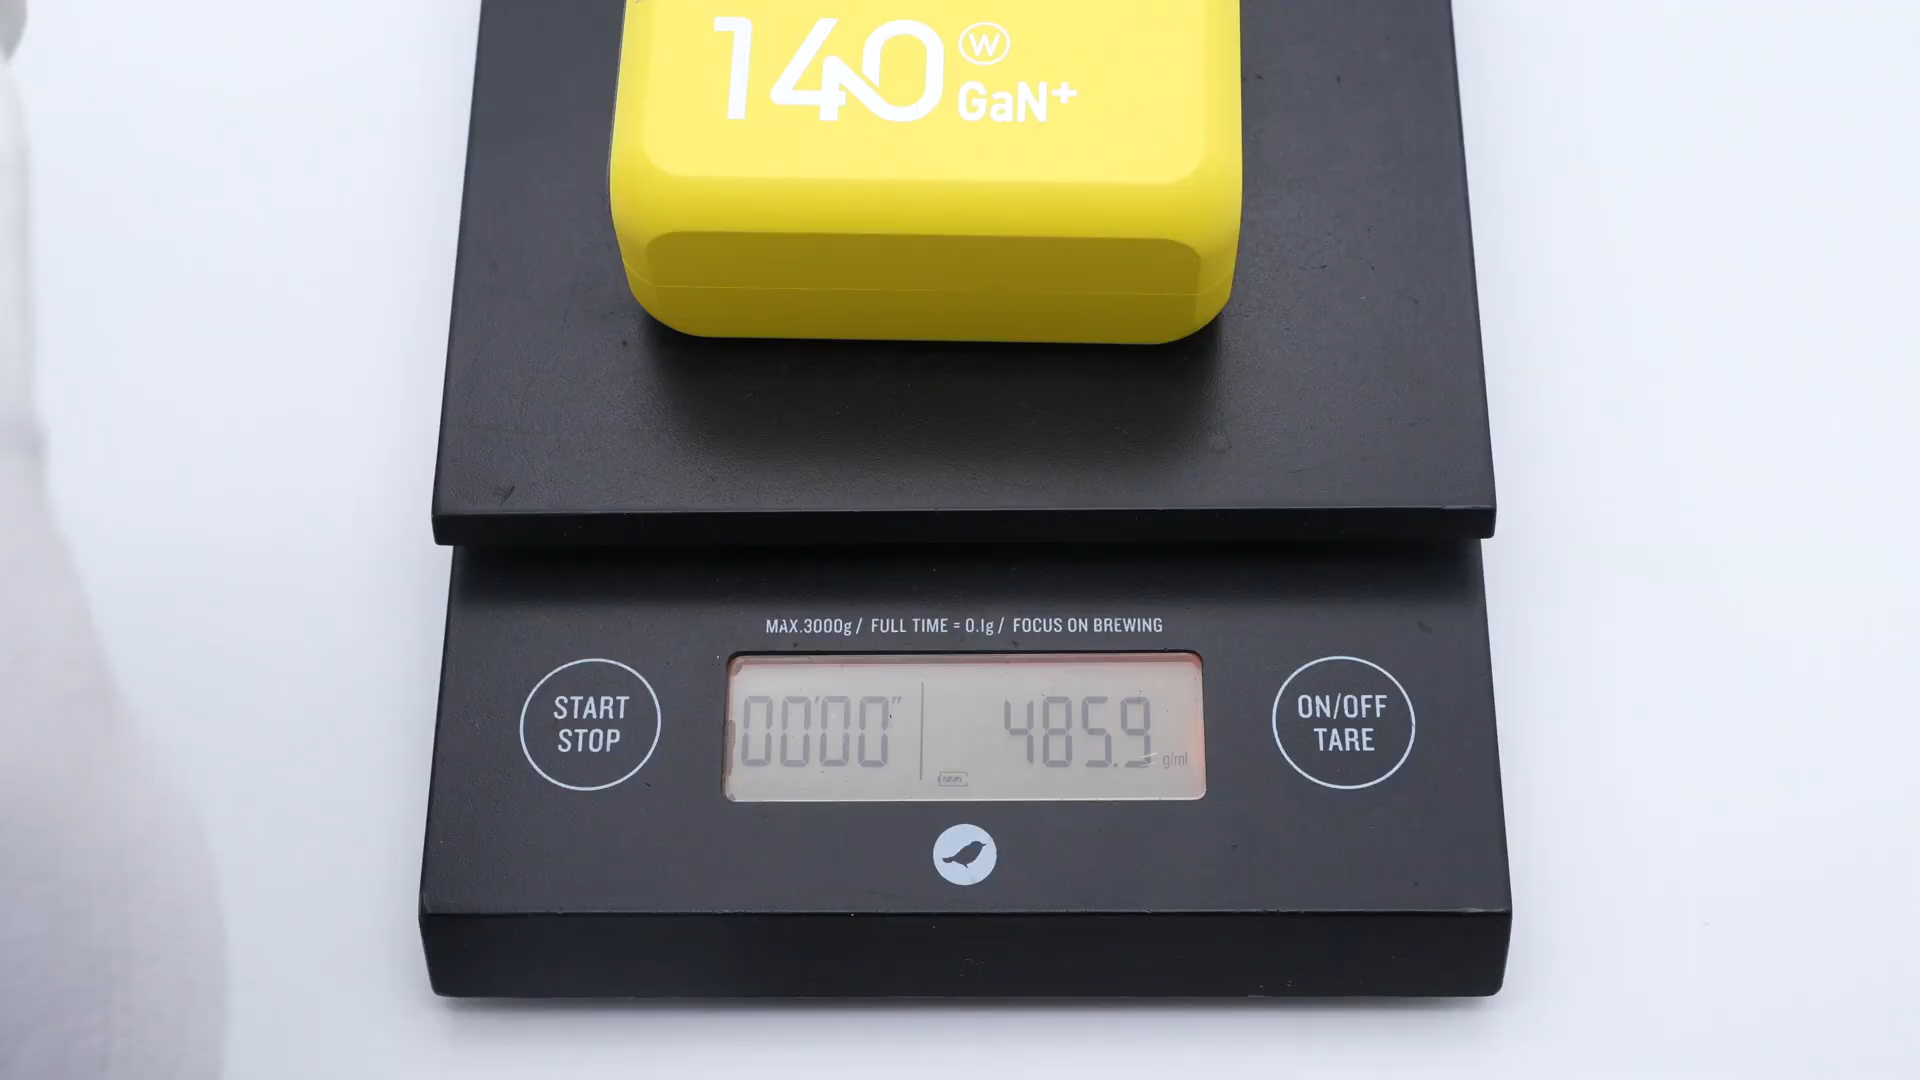 140 W
GaN+
MAX.3000g / FULL TIME = 0.1g / FOCUS ON BREWING
START
STOP
00'00"
485.9 g/ml
ON/OFF
TARE